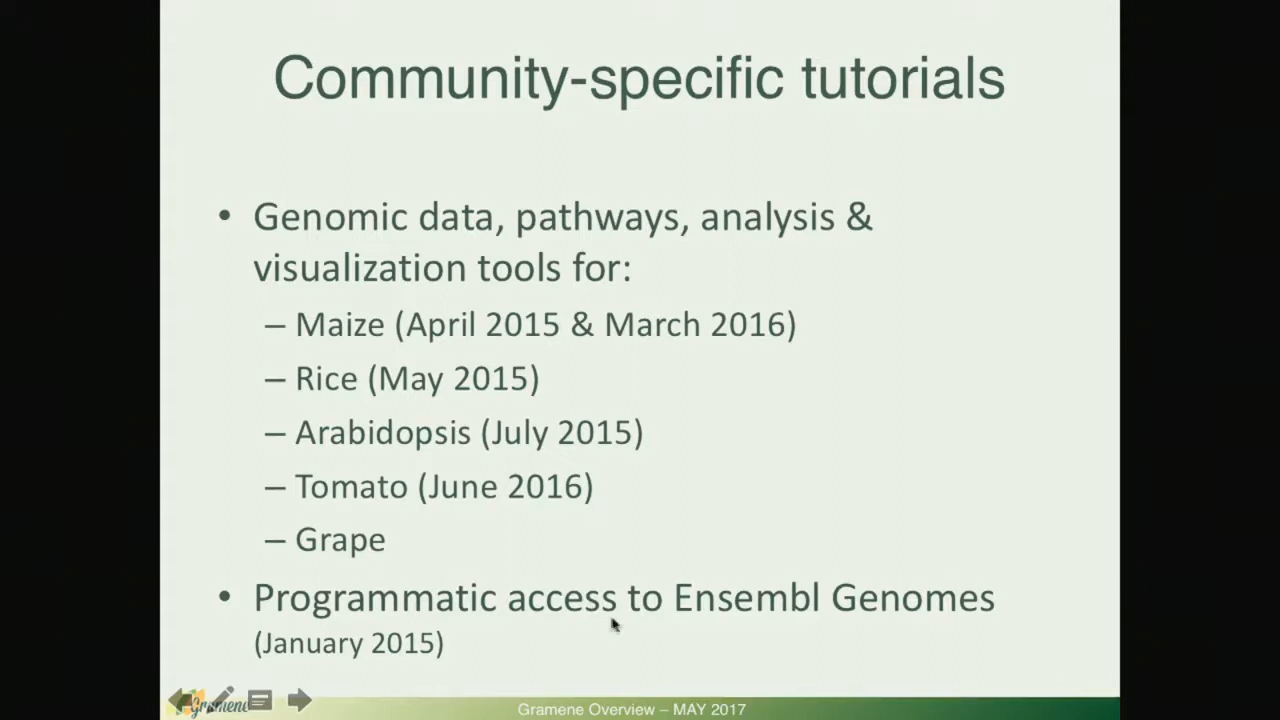 Community-specific tutorials
• Genomic data, pathways, analysis &
visualization tools for:
– Maize (April 2015 & March 2016)
– Rice (May 2015)
– Arabidopsis (July 2015)
– Tomato (June 2016)
– Grape
• Programmatic access to Ensembl Genomes
(January 2015)
Gramene
Gramene Overview – MAY 2017